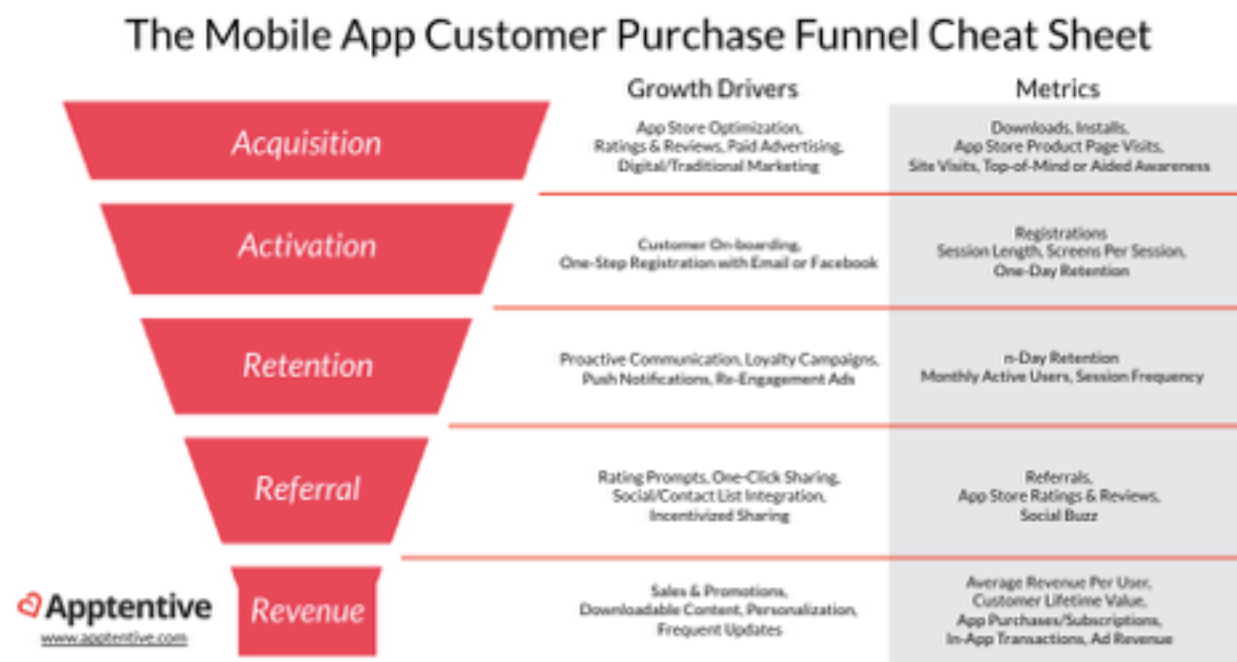 The Mobile App Customer Purchase Funnel Cheat Sheet
Growth Drivers
Metrics
Acquisition
App Store Optimization,
Ratings & Reviews, Paid Advertising,
Digital/Traditional Marketing
Downloads, Installs,
App Store Product Page Visits,
Site Visits, Top-of-Mind or Aided Awareness
Activation
Customer On-boarding,
One-Step Registration with Email or Facebook
Registrations
Session Length, Screens Per Session,
One-Day Retention
Retention
Proactive Communication, Loyalty Campaigns,
Push Notifications, Re-Engagement Ads
n-Day Retention
Monthly Active Users, Session Frequency
Referral
Rating Prompts, One-Click Sharing,
Social/Contact List Integration,
Incentivized Sharing
Referrals,
App Store Ratings & Reviews,
Social Buzz
Revenue
Sales & Promotions,
Downloadable Content, Personalization,
Frequent Updates
Average Revenue Per User,
Customer Lifetime Value,
App Purchases/Subscriptions,
In-App Transactions, Ad Revenue
Apptentive
www.apptentive.com